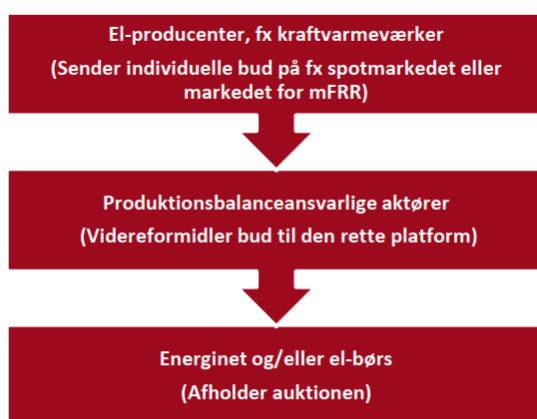 El-producenter, fx kraftvarmeværker
(Sender individuelle bud på fx spotmarkedet eller
markedet for mFRR)
Produktionsbalanceansvarlige aktører
(Videreformidler bud til den rette platform)
Energinet og/eller el-børs
(Afholder auktionen)